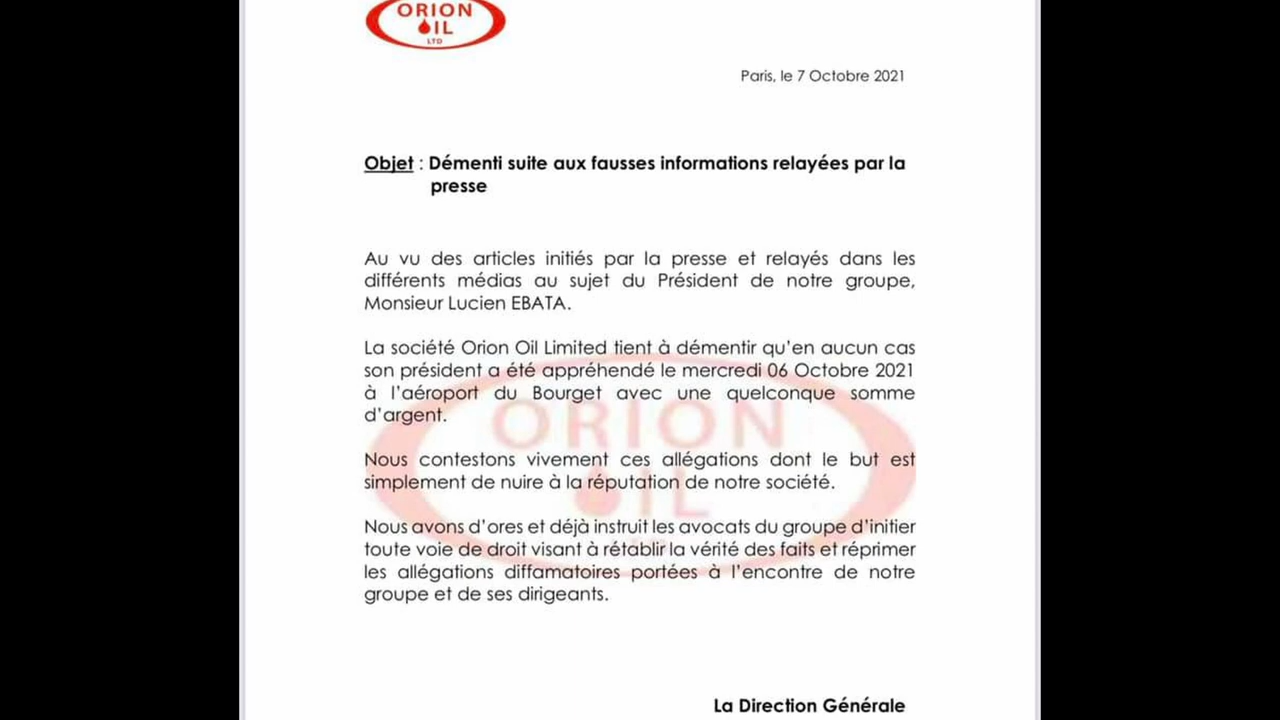 ORION
OIL
LTD
Paris, le 7 Octobre 2021
Objet : Démenti suite aux fausses informations relayées par la
presse
Au vu des articles initiés par la presse et relayés dans les
différents médias au sujet du Président de notre groupe,
Monsieur Lucien EBATA.
La société Orion Oil Limited tient à démentir qu'en aucun cas
son président a été appréhendé le mercredi 06 Octobre 2021
à l'aéroport du Bourget avec une quelconque somme
d'argent.
ORION
OIL
Nous contestons vivement ces allégations dont le but est
simplement de nuire à la réputation de notre société.
Nous avons d'ores et déjà instruit les avocats du groupe d'initier
toute voie de droit visant à rétablir la vérité des faits et réprimer
les allégations diffamatoires portées à l'encontre de notre
groupe et de ses dirigeants.
La Direction Générale